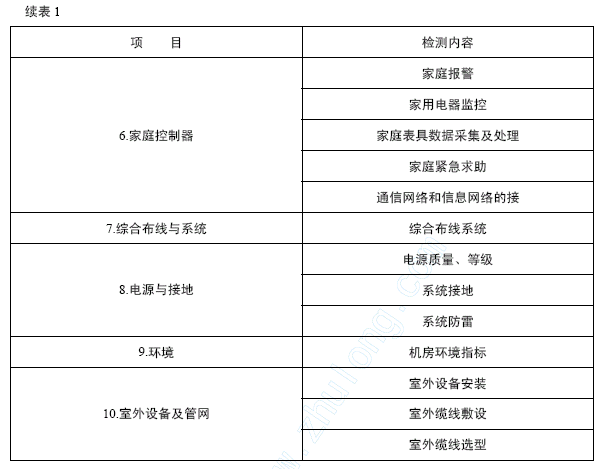 续表 1
项 目 检测内容
6.家庭控制器
家庭报警
家用电器监控
家庭表具数据采集及处理
家庭紧急求助
通信网络和信息网络的接
7.综合布线与系统 综合布线系统
8.电源与接地
电源质量、等级
系统接地
系统防雷
9.环境 机房环境指标
10.室外设备及管网
室外设备安装
室外缆线敷设
室外缆线选型
zhulong.c